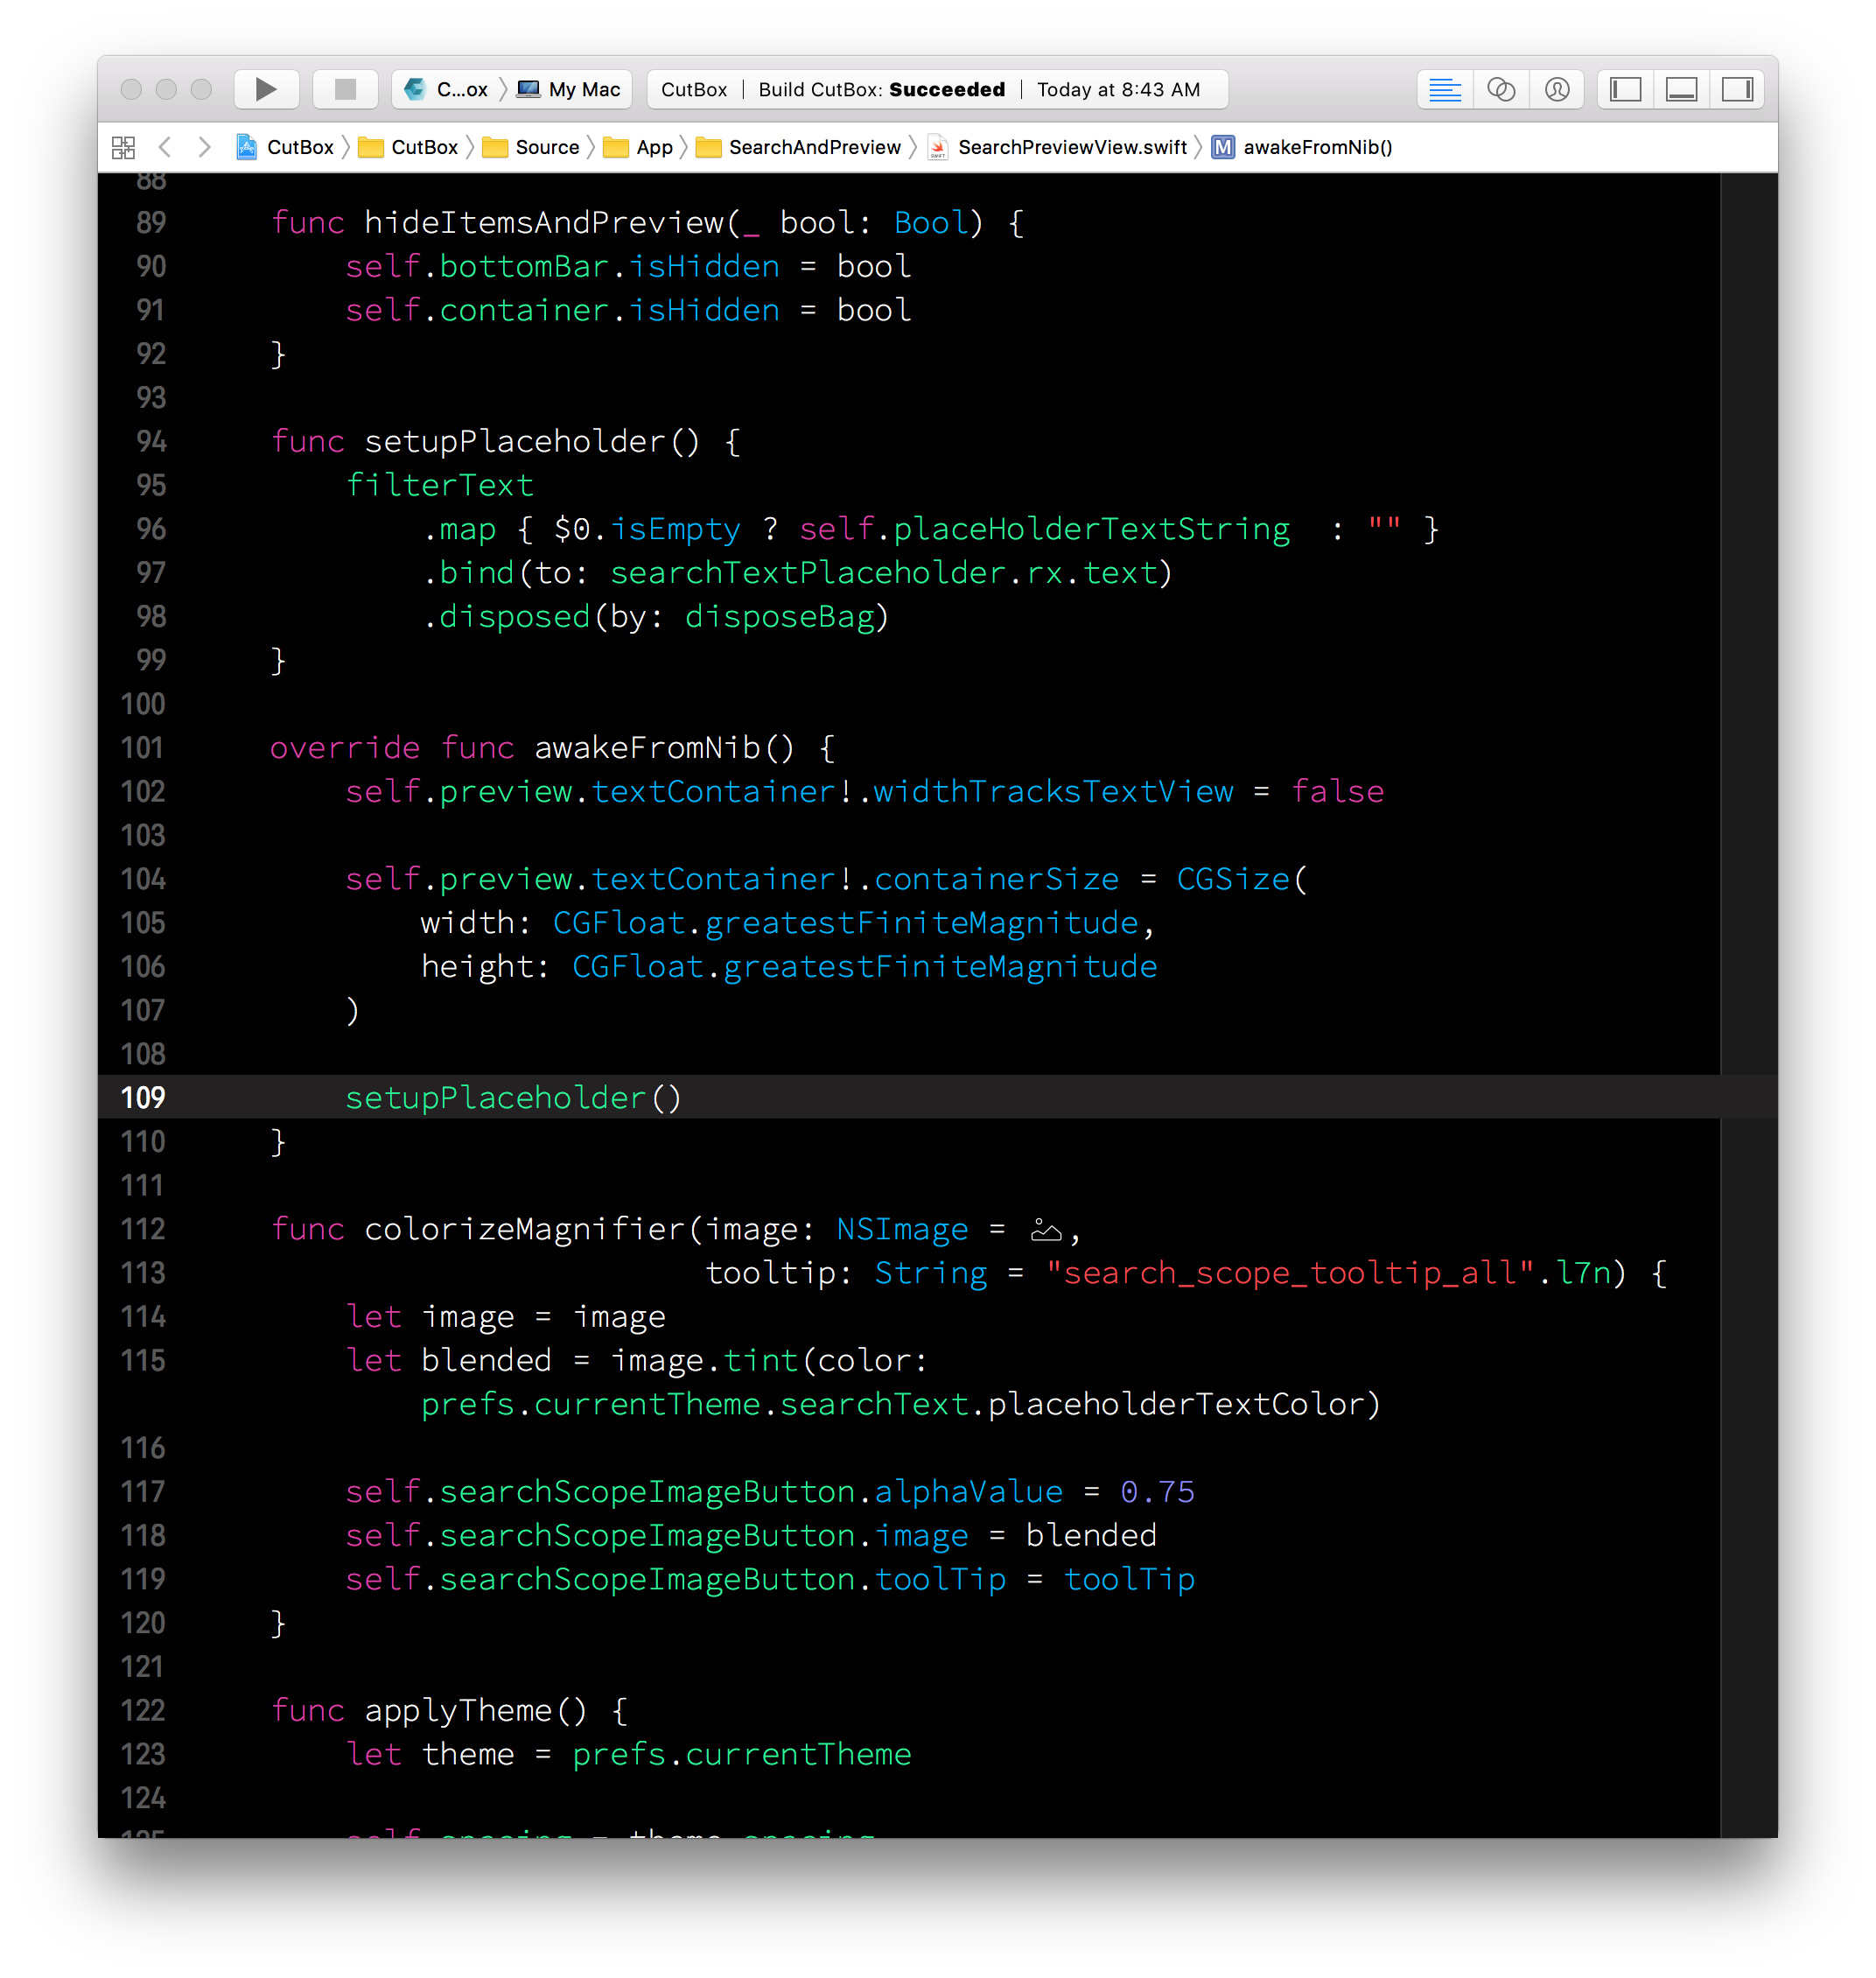 C...ox My Mac CutBox | Build CutBox: Succeeded | Today at 8:43 AM
CutBox CutBox Source App SearchAndPreview SearchPreviewView.swift M awakeFromNib()
88
89 func hideItemsAndPreview(_ bool: Bool) {
90 self.bottomBar.isHidden = bool
91 self.container.isHidden = bool
92 }
93
94 func setupPlaceholder() {
95 filterText
96 .map { $0.isEmpty ? self.placeHolderTextString  : "" }
97 .bind(to: searchTextPlaceholder.rx.text)
98 .disposed(by: disposeBag)
99 }
100
101 override func awakeFromNib() {
102 self.preview.textContainer!.widthTracksTextView = false
103
104 self.preview.textContainer!.containerSize = CGSize(
105 width: CGFloat.greatestFiniteMagnitude,
106 height: CGFloat.greatestFiniteMagnitude
107 )
108
109 setupPlaceholder()
110 }
111
112 func colorizeMagnifier(image: NSImage = ,
113 tooltip: String = "search_scope_tooltip_all".l7n) {
114 let image = image
115 let blended = image.tint(color:
prefs.currentTheme.searchText.placeholderTextColor)
116
117 self.searchScopeImageButton.alphaValue = 0.75
118 self.searchScopeImageButton.image = blended
119 self.searchScopeImageButton.toolTip = toolTip
120 }
121
122 func applyTheme() {
123 let theme = prefs.currentTheme
124
125 self.spacing = theme.spacing